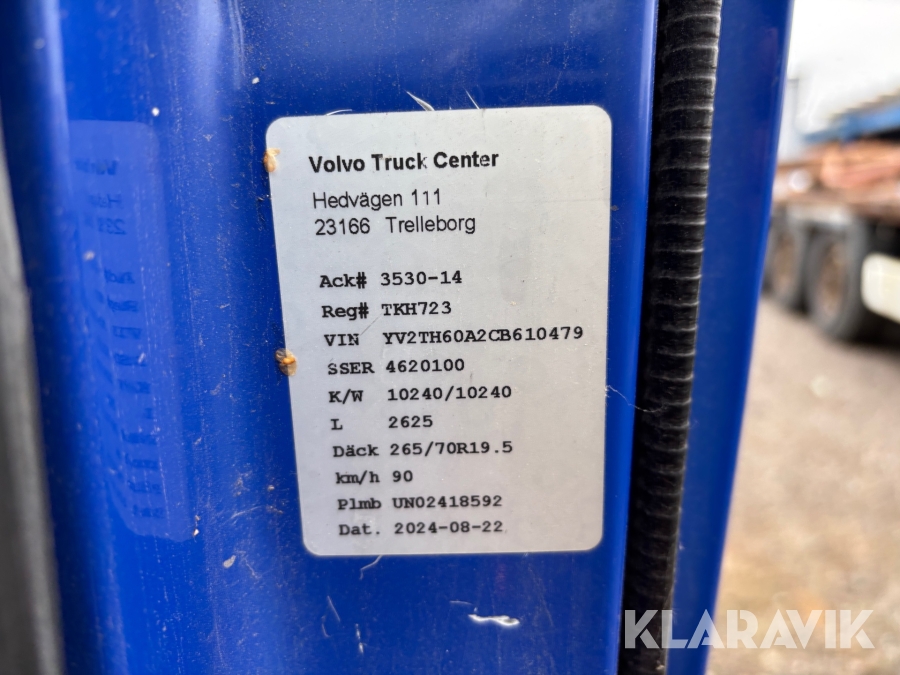 Volvo Truck Center
Hedvägen 111
23166 Trelleborg
Ack# 3530-14
Reg# TKH723
VIN YV2TH60A2CB610479
SSER 4620100
K/W 10240/10240
L 2625
Däck 265/70R19.5
km/h 90
Plmb UN02418592
Dat. 2024-08-22
KLARAVIK